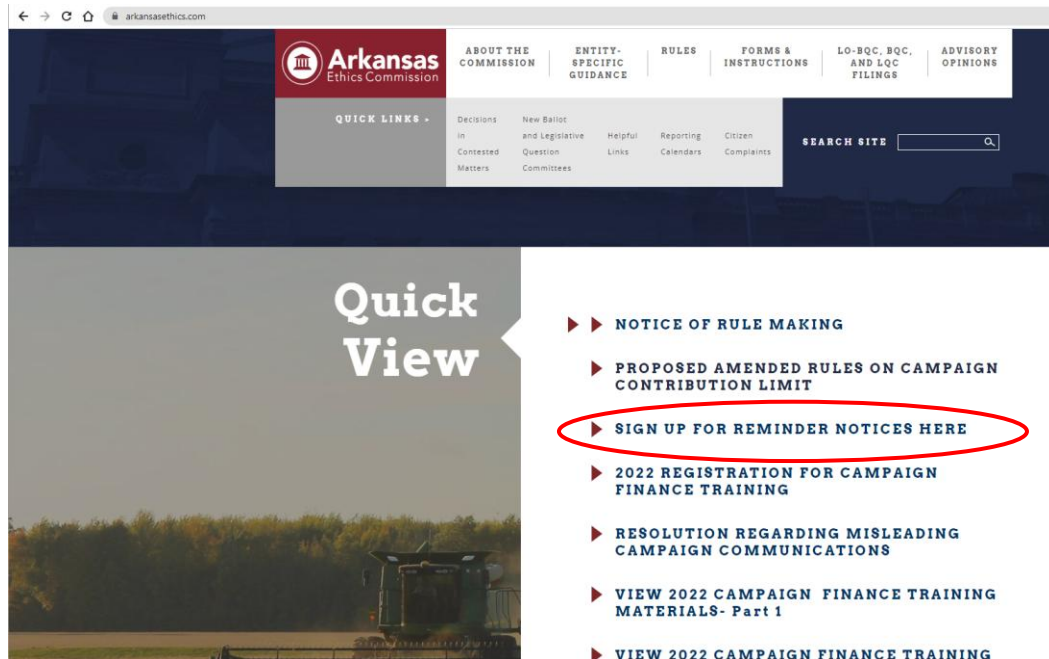 arkansasethics.com
Arkansas
Ethics Commission
ABOUT THE
COMMISSION
ENTITY-
SPECIFIC
GUIDANCE
RULES
FORMS &
INSTRUCTIONS
LO-BQC, BQC,
AND LQC
FILINGS
ADVISORY
OPINIONS
QUICK LINKS
Decisions
in
Contested
Matters
New Ballot
and Legislative
Question
Committees
Helpful
Links
Reporting
Calendars
Citizen
Complaints
SEARCH SITE
Quick
View
NOTICE OF RULE MAKING
PROPOSED AMENDED RULES ON CAMPAIGN
CONTRIBUTION LIMIT
SIGN UP FOR REMINDER NOTICES HERE
2022 REGISTRATION FOR CAMPAIGN
FINANCE TRAINING
RESOLUTION REGARDING MISLEADING
CAMPAIGN COMMUNICATIONS
VIEW 2022 CAMPAIGN FINANCE TRAINING
MATERIALS- Part 1
VIEW 2022 CAMPAIGN FINANCE TRAINING